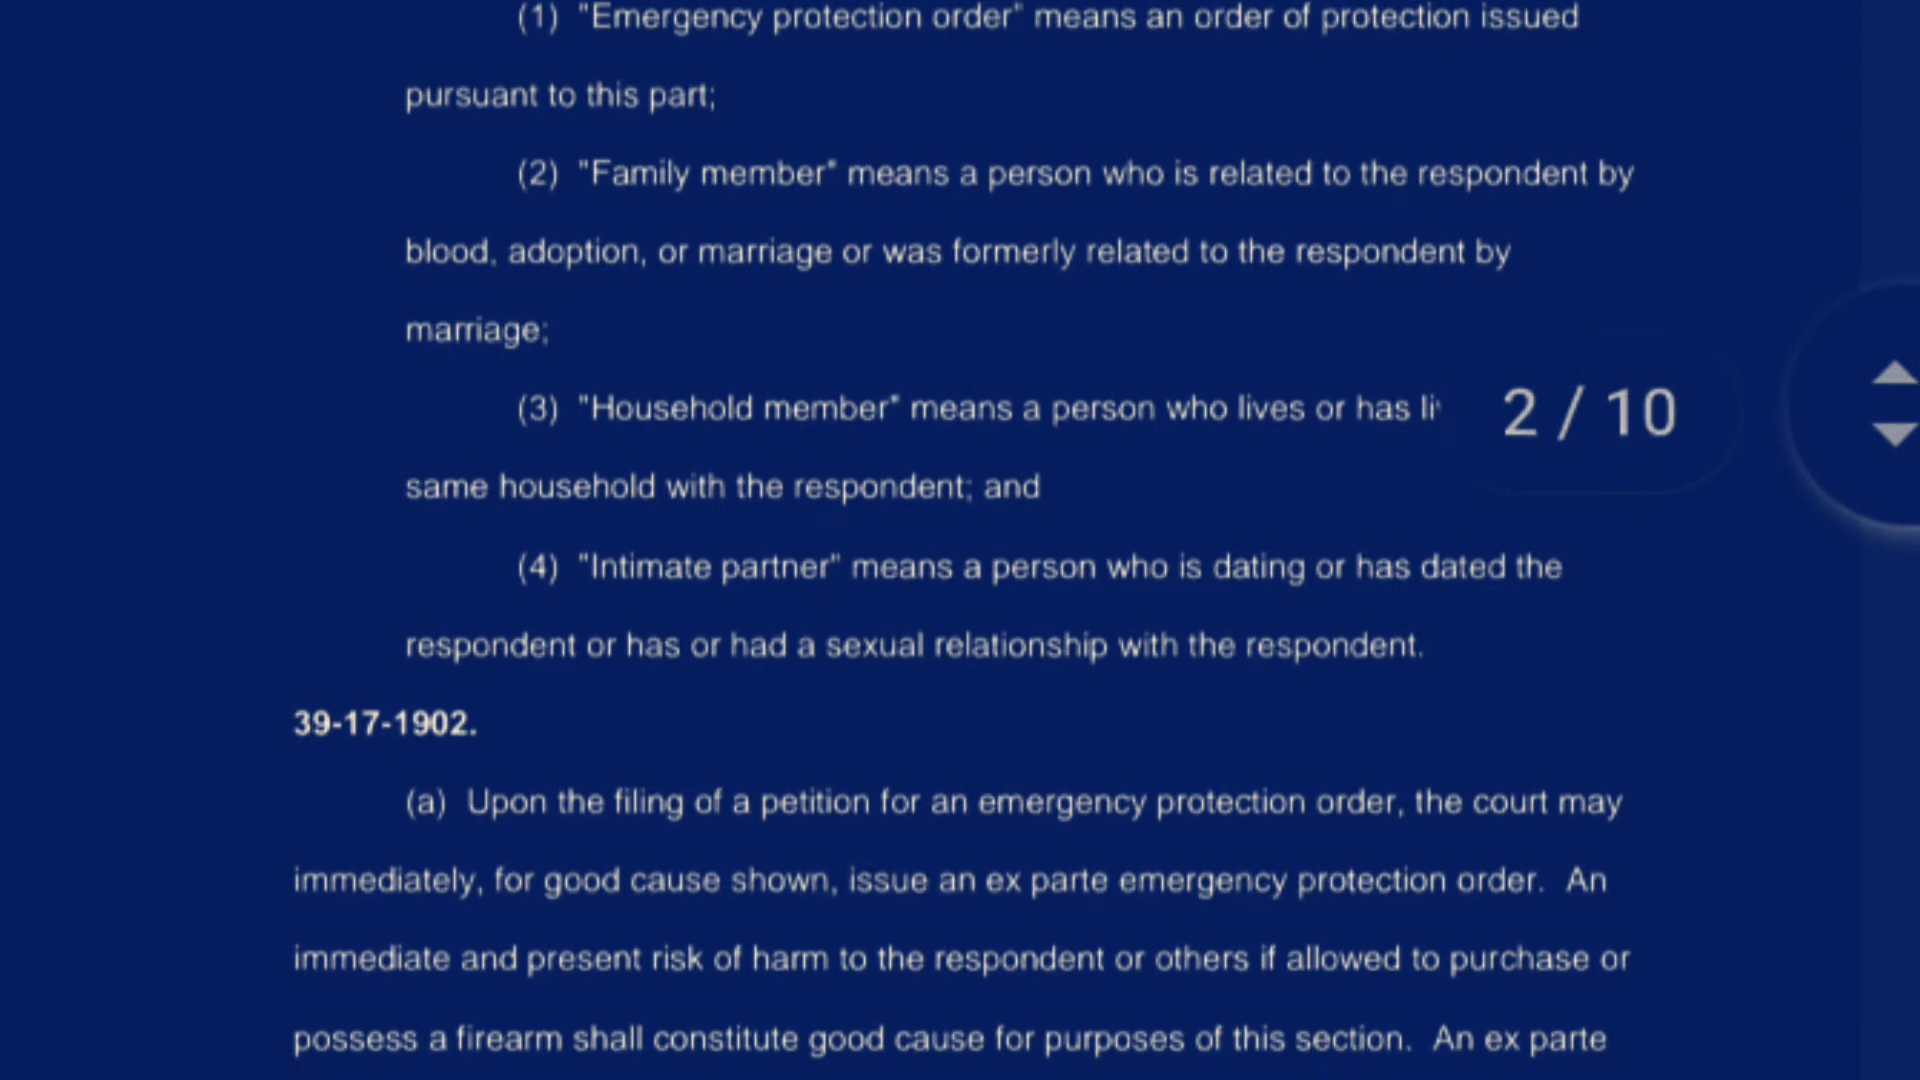 (1) "Emergency protection order" means an order of protection issued
pursuant to this part;
(2) "Family member" means a person who is related to the respondent by
blood, adoption, or marriage or was formerly related to the respondent by
marriage;
(3) "Household member" means a person who lives or has
2 / 10
same household with the respondent; and
(4) "Intimate partner" means a person who is dating or has dated the
respondent or has or had a sexual relationship with the respondent.
39-17-1902.
(a) Upon the filing of a petition for an emergency protection order, the court may
immediately, for good cause shown, issue an ex parte emergency protection order. An
immediate and present risk of harm to the respondent or others if allowed to purchase or
possess a firearm shall constitute good cause for purposes of this section. An ex parte